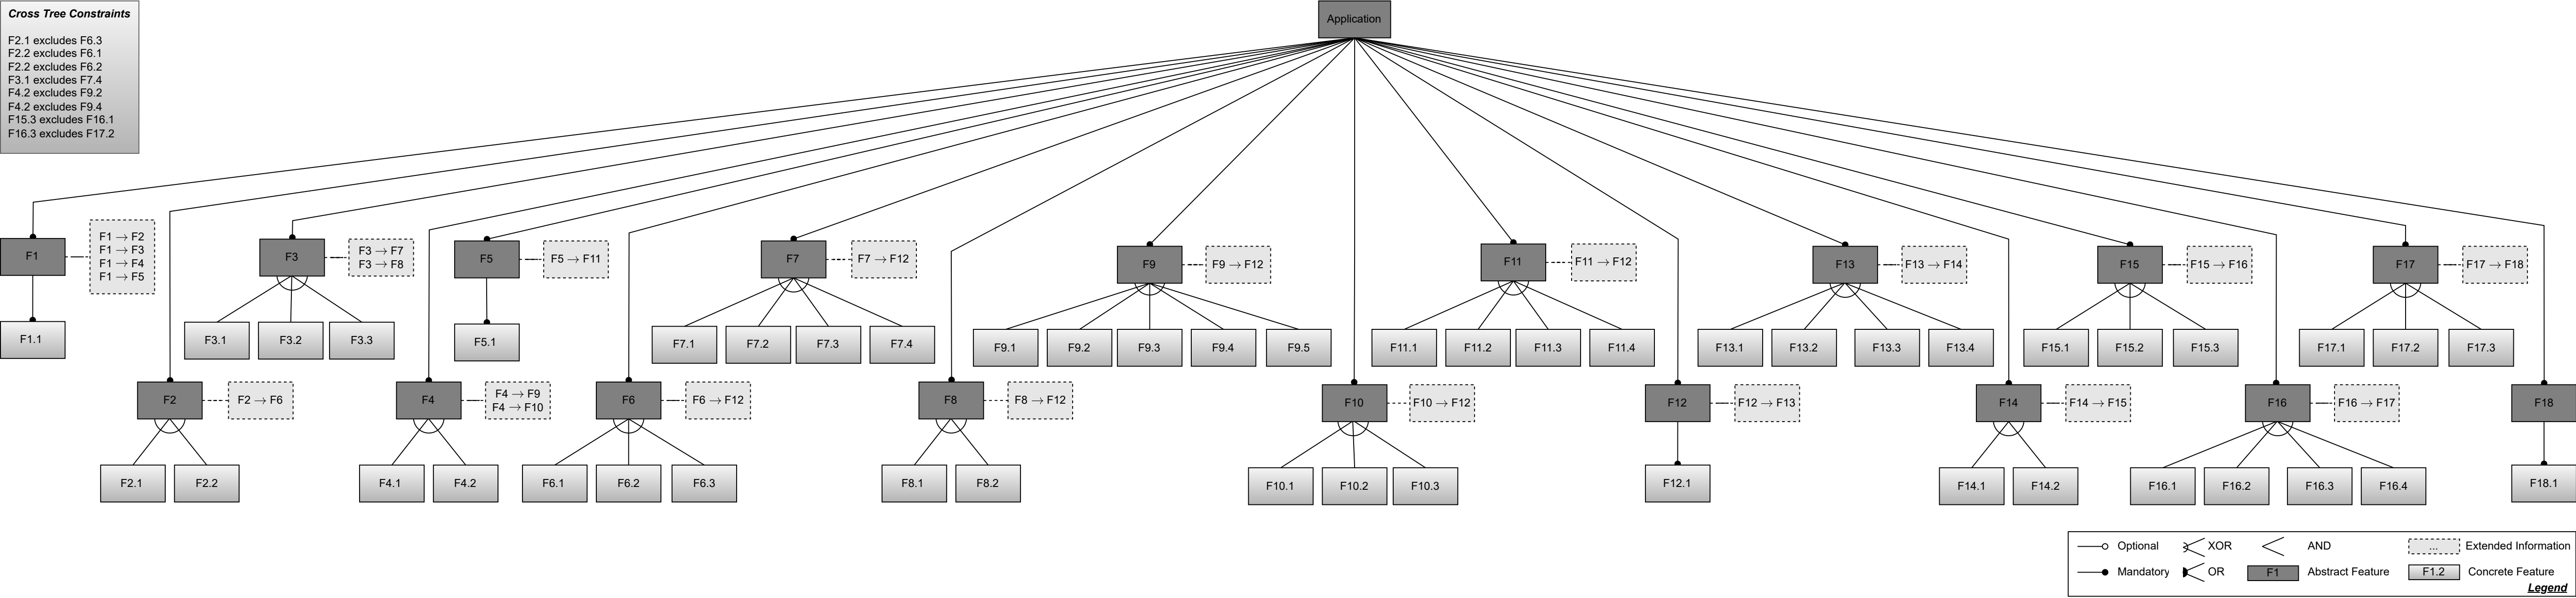 Cross Tree Constraints
F2.1 excludes F6.3
F2.2 excludes F6.1
F2.2 excludes F6.2
F3.1 excludes F7.4
F4.2 excludes F9.2
F4.2 excludes F9.4
F15.3 excludes F16.1
F16.3 excludes F17.2
Application
F1
F1 → F2
F1 → F3
F1 → F4
F1 → F5
F3
F3 → F7
F3 → F8
F5
F5 → F11
F7
F7 → F12
F9
F9 → F12
F11
F11 → F12
F13
F13 → F14
F15
F15 → F16
F17
F17 → F18
F1.1
F3.1
F3.2
F3.3
F5.1
F7.1
F7.2
F7.3
F7.4
F9.1
F9.2
F9.3
F9.4
F9.5
F11.1
F11.2
F11.3
F11.4
F13.1
F13.2
F13.3
F13.4
F15.1
F15.2
F15.3
F17.1
F17.2
F17.3
F2
F2 → F6
F4
F4 → F9
F4 → F10
F6
F6 → F12
F8
F8 → F12
F10
F10 → F12
F12
F12 → F13
F14
F14 → F15
F16
F16 → F17
F18
F2.1
F2.2
F4.1
F4.2
F6.1
F6.2
F6.3
F8.1
F8.2
F10.1
F10.2
F10.3
F12.1
F14.1
F14.2
F16.1
F16.2
F16.3
F16.4
F18.1
Optional
XOR
AND
...
Extended Information
Mandatory
OR
F1
Abstract Feature
F1.2
Concrete Feature
Legend